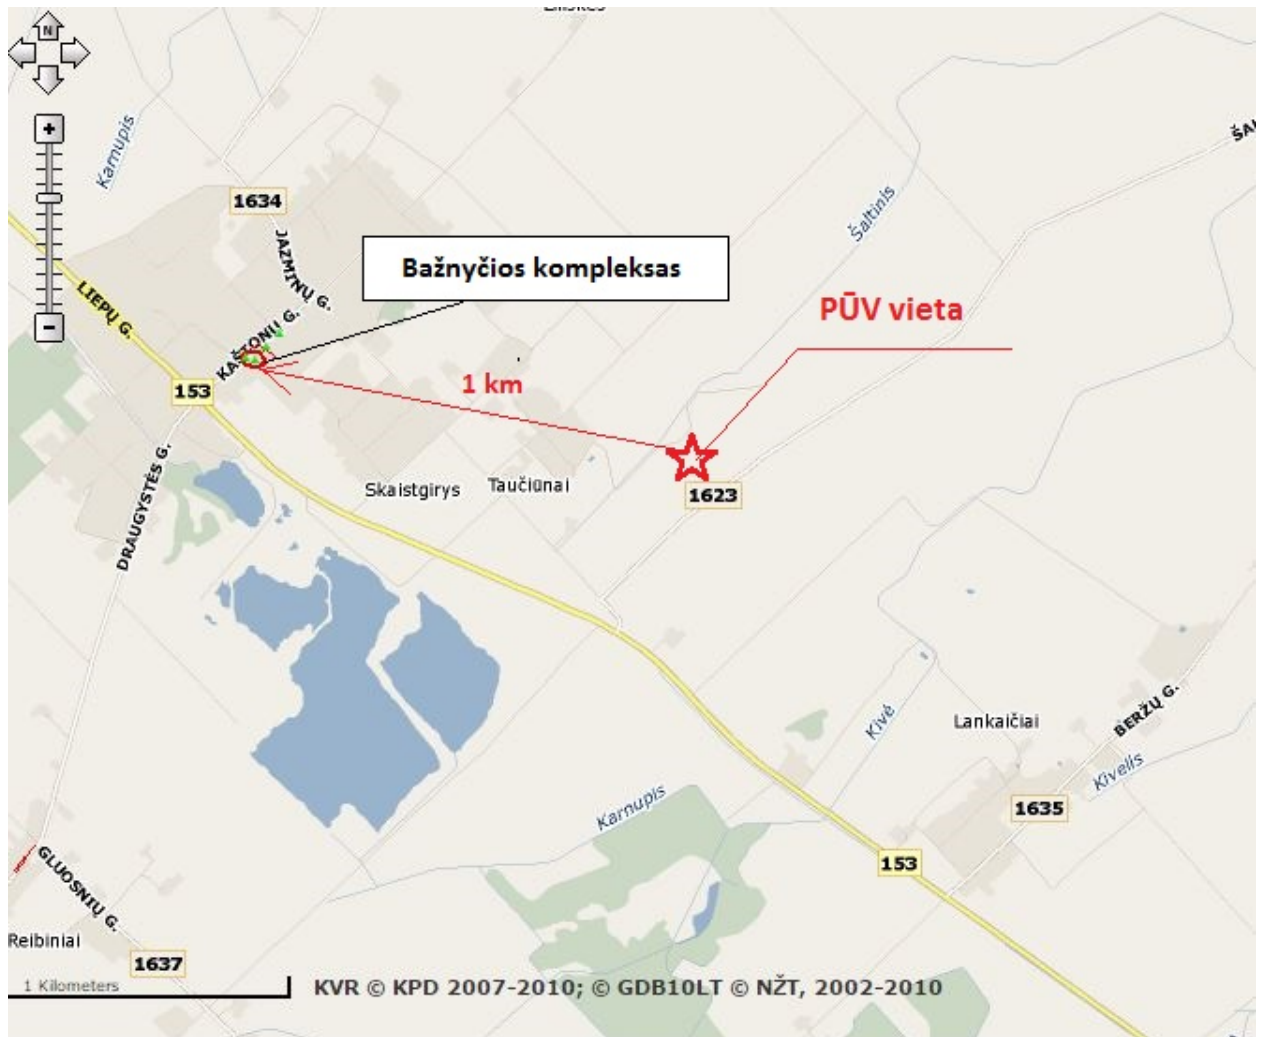 N
Karnupis
ŠAL
1634
Šaltinis
JAZMINŲ G.
Bažnyčios kompleksas
LIEPŲ G.
PŪV vieta
KAŠTONŲ G.
1 km
153
DRAUGYSTĖS G.
Skaistgirys
Taučiūnai
1623
Kivė
Lankaičiai
BERŽŲ G.
Kivelis
Karnupis
1635
GLUOSNIŲ G.
153
Reibiniai
1637
1 Kilometers
KVR © KPD 2007-2010; © GDB10LT © NŽT, 2002-2010